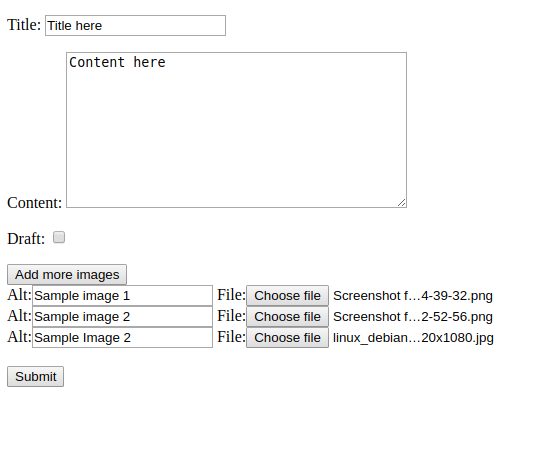 Title: Title here
Content here
Content:
Draft:
Add more images
Alt: Sample image 1 File: Choose file Screenshot f…4-39-32.png
Alt: Sample image 2 File: Choose file Screenshot f…2-52-56.png
Alt: Sample Image 2 File: Choose file linux_debian…20x1080.jpg
Submit